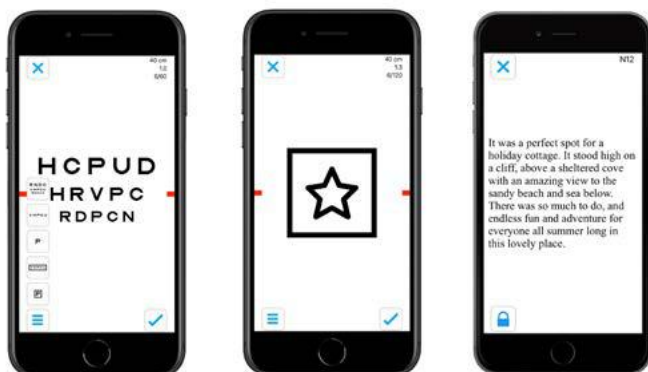 40 cm
1.0
6/60
HCPUD
HRVPC
RDPCN
P
40 cm
1.3
6/120
N12
It was a perfect spot for a
holiday cottage. It stood high on
a cliff, above a sheltered cove
with an amazing view to the
sandy beach and sea below.
There was so much to do, and
endless fun and adventure for
everyone all summer long in
this lovely place.